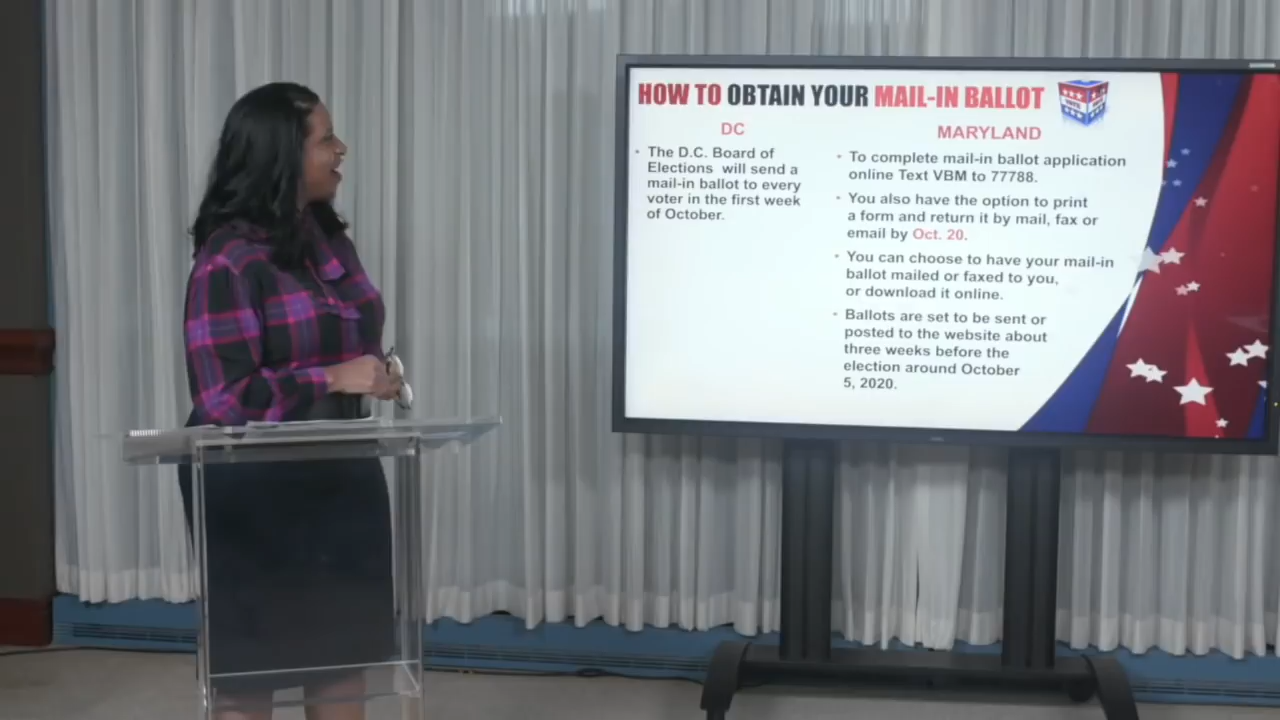 HOW TO OBTAIN YOUR MAIL-IN BALLOT
DC
• The D.C. Board of
Elections will send a
mail-in ballot to every
voter in the first week
of October.
MARYLAND
• To complete mail-in ballot application
online Text VBM to 77788.
• You also have the option to print
a form and return it by mail, fax or
email by Oct. 20.
• You can choose to have your mail-in
ballot mailed or faxed to you,
or download it online.
• Ballots are set to be sent or
posted to the website about
three weeks before the
election around October
5, 2020.